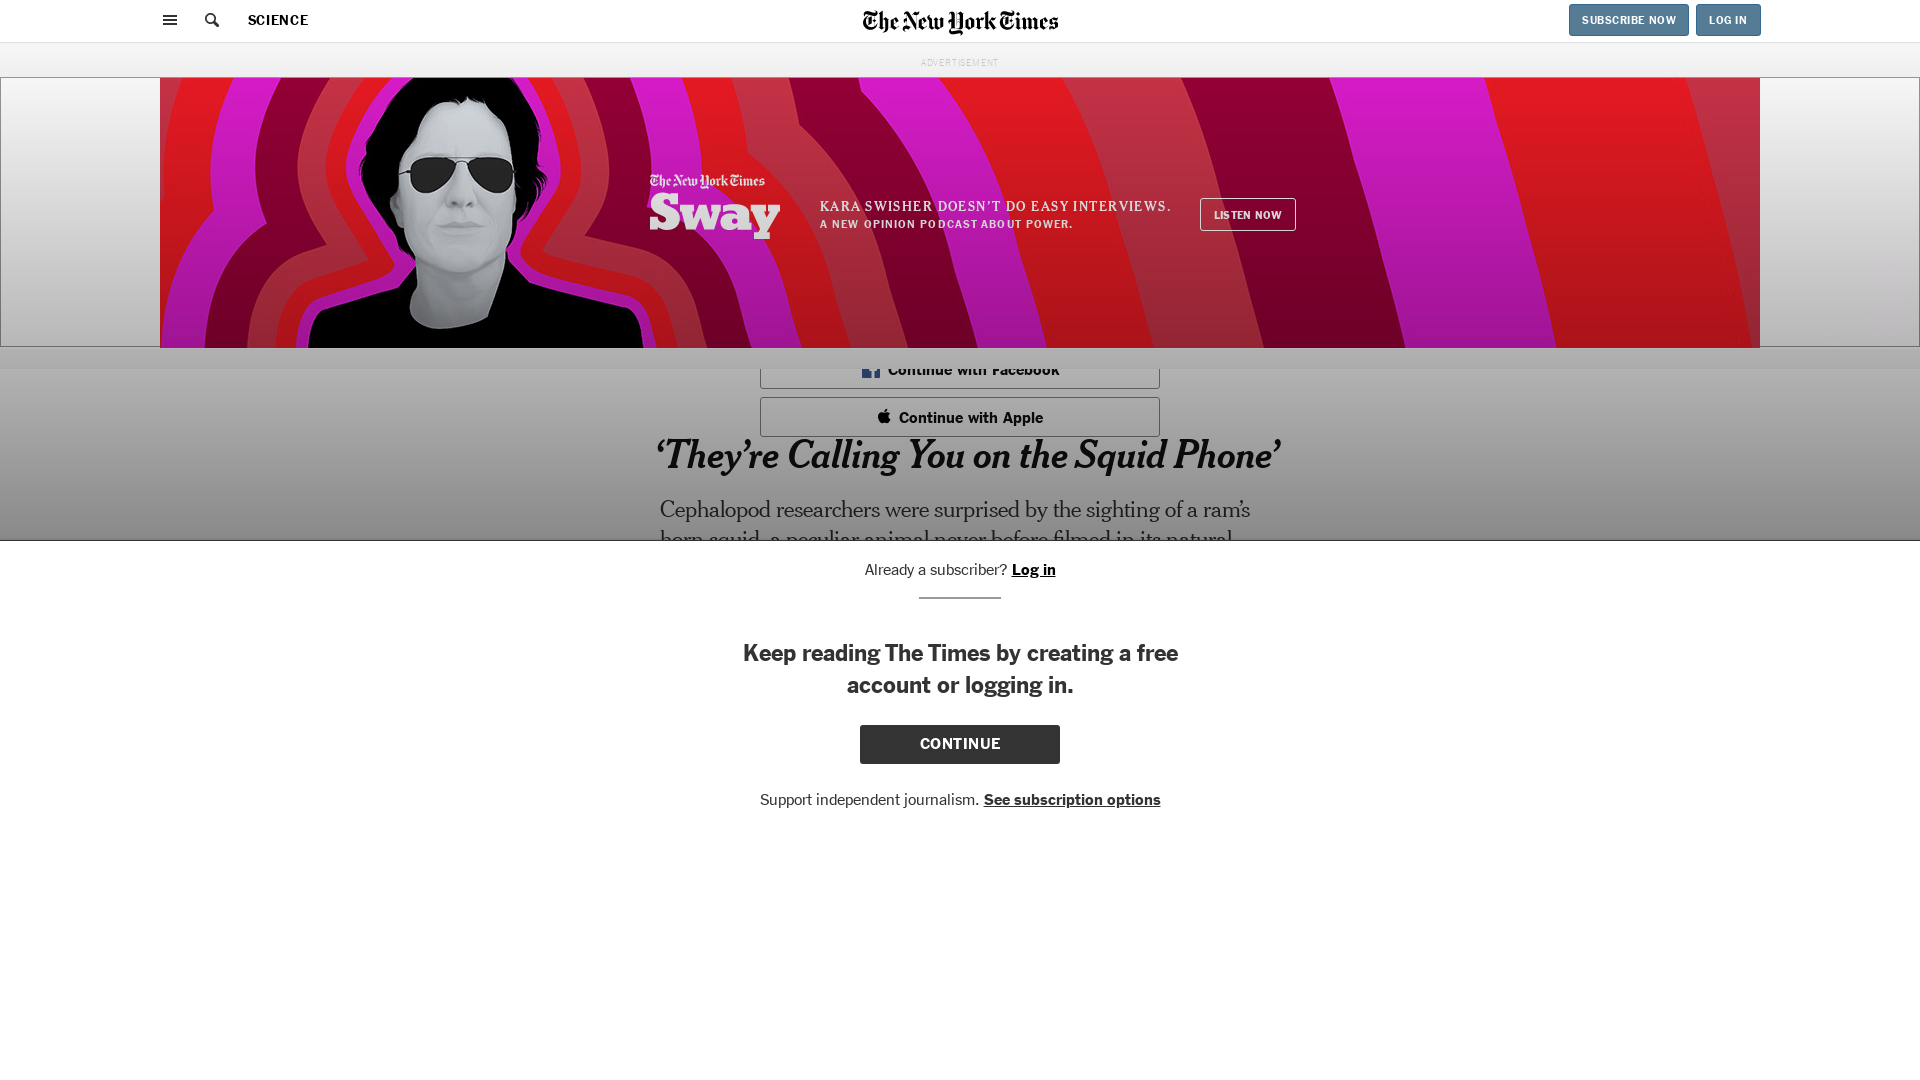 SCIENCE
The New York Times
SUBSCRIBE NOW
LOG IN
ADVERTISEMENT
The New York Times
Sway
KARA SWISHER DOESN'T DO EASY INTERVIEWS.
A NEW OPINION PODCAST ABOUT POWER.
LISTEN NOW
Continue with Facebook
Continue with Apple
‘They’re Calling You on the Squid Phone’
Cephalopod researchers were surprised by the sighting of a ram’s
horn squid, a peculiar animal never before filmed in its natural
Already a subscriber? Log in
Keep reading The Times by creating a free
account or logging in.
CONTINUE
Support independent journalism. See subscription options